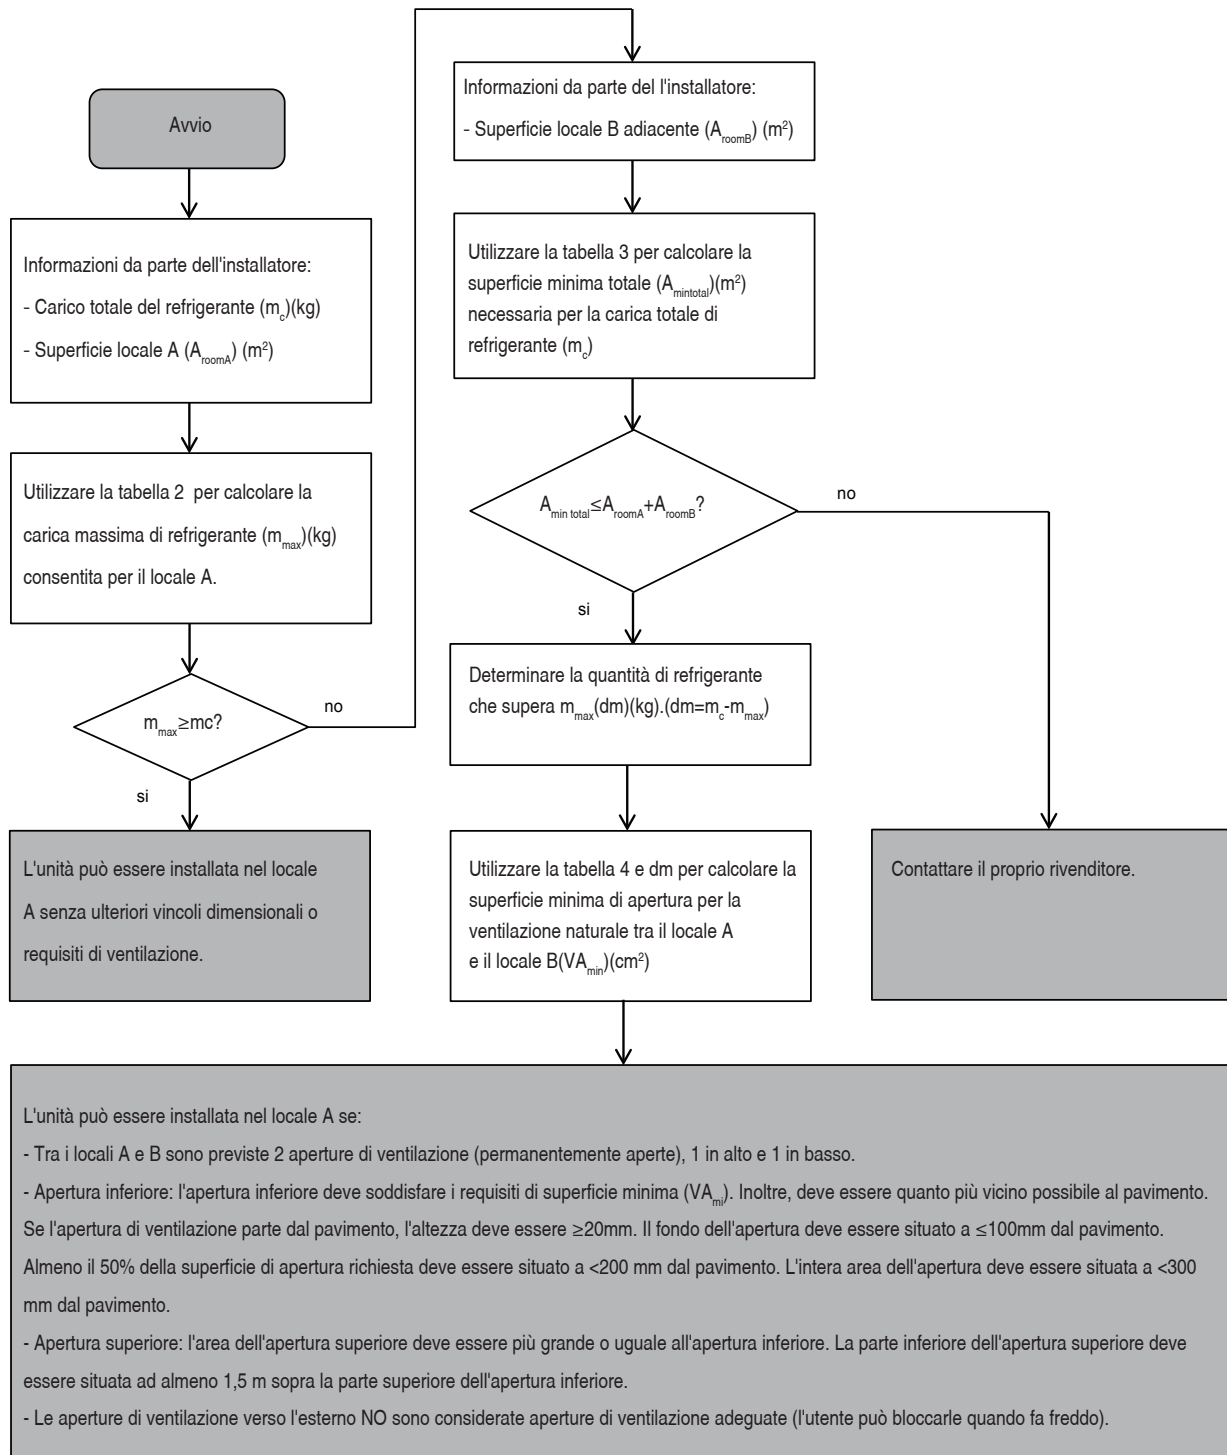 Avvio
Informazioni da parte dell'installatore:
- Carico totale del refrigerante (mc)(kg)
- Superficie locale A (AroomA) (m²)
Utilizzare la tabella 2 per calcolare la
carica massima di refrigerante (mmax)(kg)
consentita per il locale A.
mmax≥mc?
no
si
L'unità può essere installata nel locale
A senza ulteriori vincoli dimensionali o
requisiti di ventilazione.
Informazioni da parte del l'installatore:
- Superficie locale B adiacente (AroomB) (m²)
Utilizzare la tabella 3 per calcolare la
superficie minima totale (Amintotal)(m²)
necessaria per la carica totale di
refrigerante (mc)
Amin total≤AroomA+AroomB?
no
si
Determinare la quantità di refrigerante
che supera mmax(dm)(kg).(dm=mc-mmax)
Utilizzare la tabella 4 e dm per calcolare la
superficie minima di apertura per la
ventilazione naturale tra il locale A
e il locale B(VAmin)(cm²)
Contattare il proprio rivenditore.
L'unità può essere installata nel locale A se:
- Tra i locali A e B sono previste 2 aperture di ventilazione (permanentemente aperte), 1 in alto e 1 in basso.
- Apertura inferiore: l'apertura inferiore deve soddisfare i requisiti di superficie minima (VAmi). Inoltre, deve essere quanto più vicino possibile al pavimento.
Se l'apertura di ventilazione parte dal pavimento, l'altezza deve essere ≥20mm. Il fondo dell'apertura deve essere situato a ≤100mm dal pavimento.
Almeno il 50% della superficie di apertura richiesta deve essere situato a <200 mm dal pavimento. L'intera area dell'apertura deve essere situata a <300
mm dal pavimento.
- Apertura superiore: l'area dell'apertura superiore deve essere più grande o uguale all'apertura inferiore. La parte inferiore dell'apertura superiore deve
essere situata ad almeno 1,5 m sopra la parte superiore dell'apertura inferiore.
- Le aperture di ventilazione verso l'esterno NO sono considerate aperture di ventilazione adeguate (l'utente può bloccarle quando fa freddo).